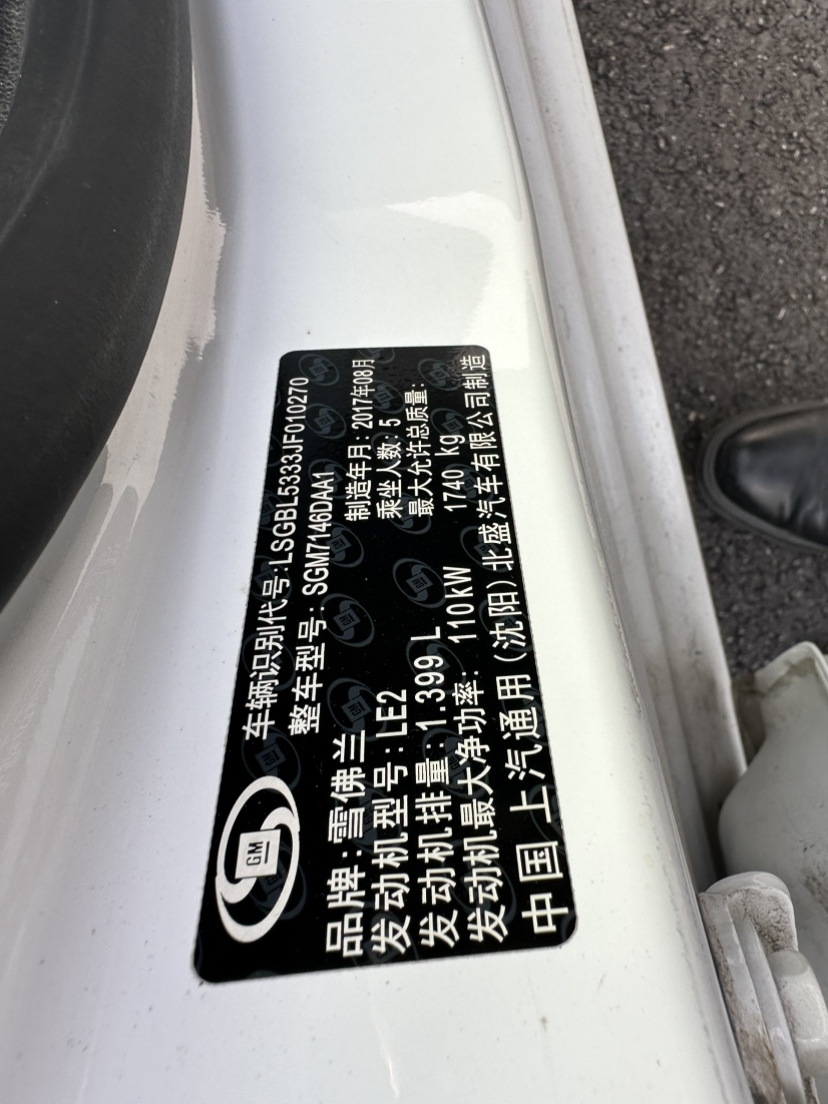 GM
车辆识别代号:LSGBL5333JF010270
整车型号: SGM7146DAA1
品牌:雪佛兰 制造年月: 2017年08月
发动机型号:LE2 乘坐人数: 5
发动机排量:1.399 L 最大允许总质量:
发动机最大净功率: 110kW 1740 kg
中国 上汽通用(沈阳)北盛汽车有限公司制造